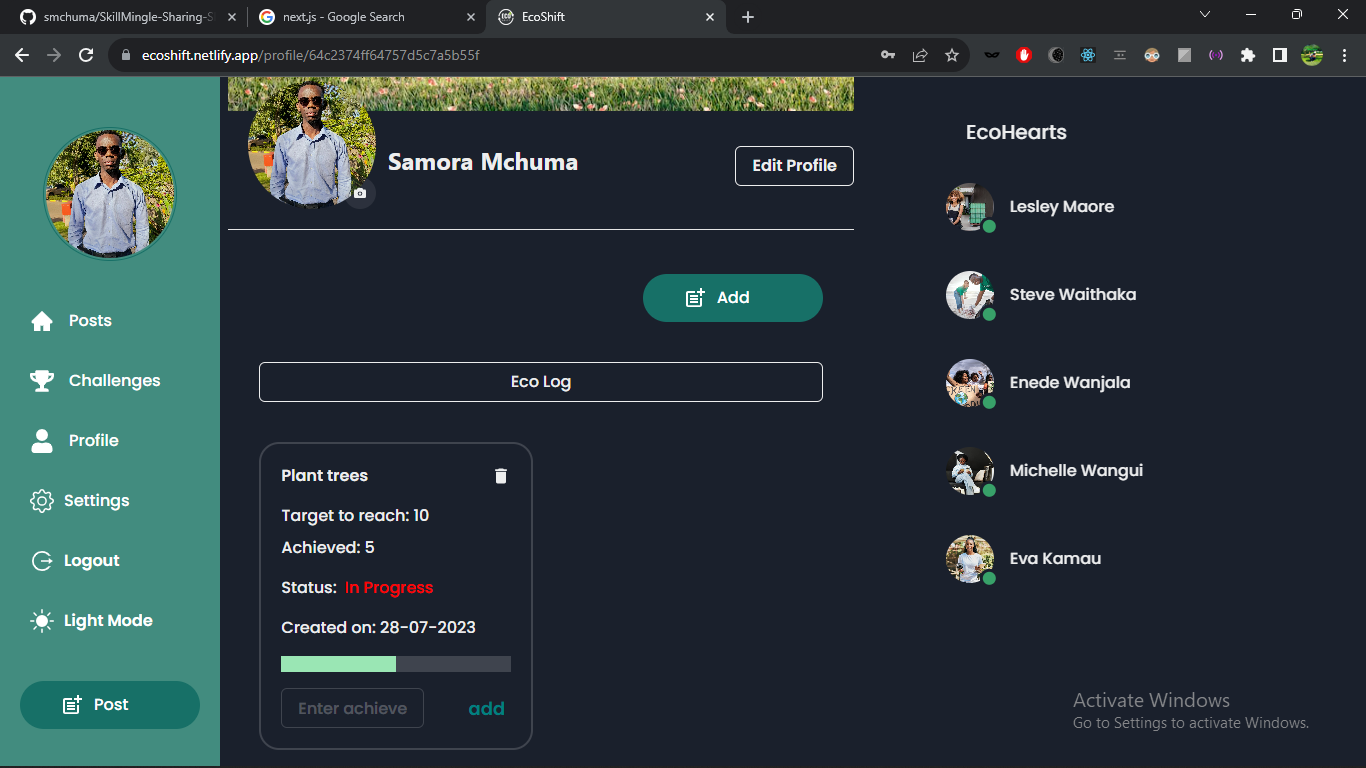 smchuma/SkillMingle-Sharing-S
next.js - Google Search
EcoShift
ecoshift.netlify.app/profile/64c2374ff64757d5c7a5b55f
Posts
Challenges
Profile
Settings
Logout
Light Mode
Post
Samora Mchuma
Edit Profile
Add
Eco Log
Plant trees
Target to reach: 10
Achieved: 5
Status: In Progress
Created on: 28-07-2023
Enter achieve
add
EcoHearts
Lesley Maore
Steve Waithaka
Enede Wanjala
Michelle Wangui
Eva Kamau
Activate Windows
Go to Settings to activate Windows.